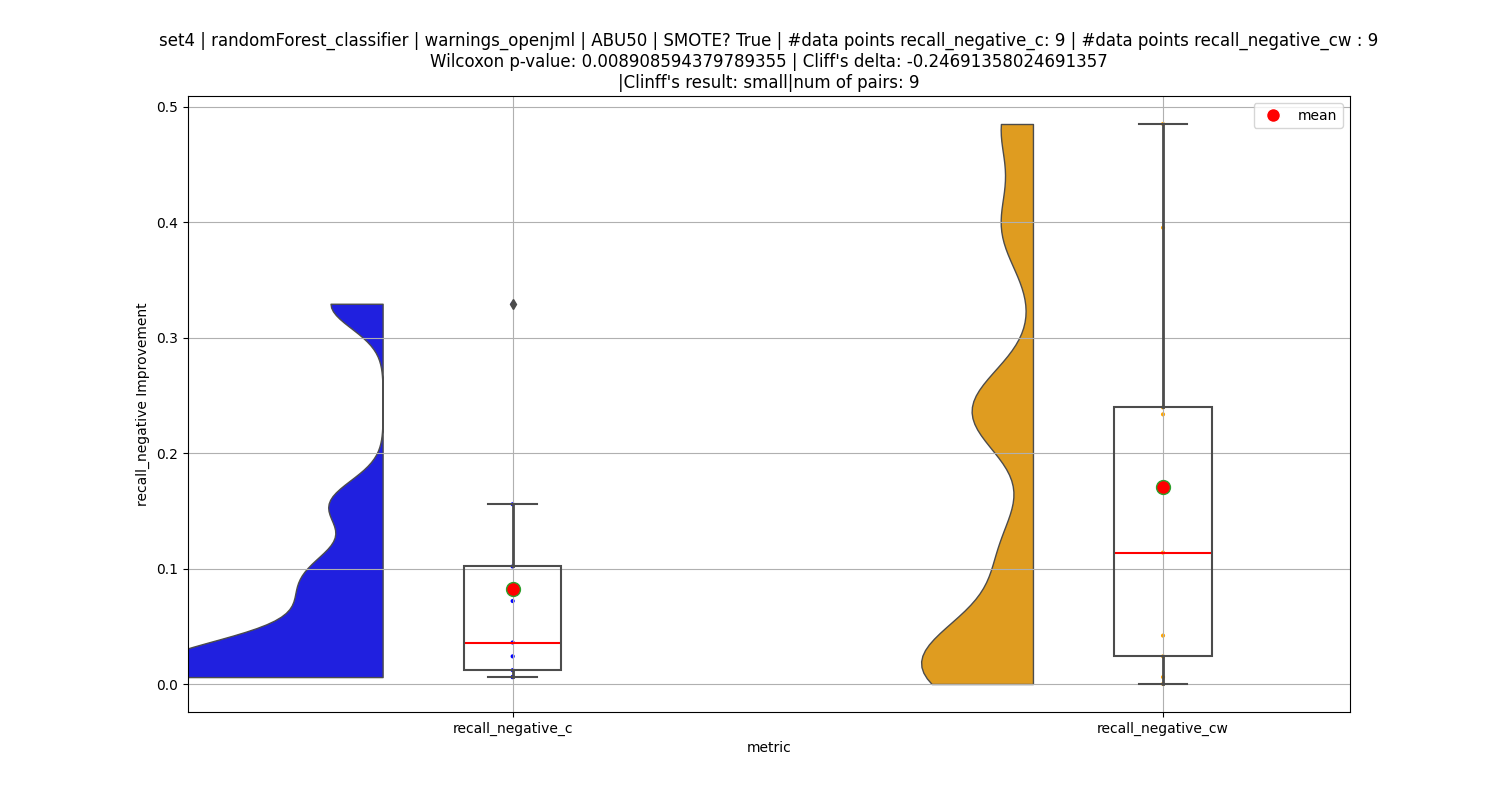 set4 | randomForest_classifier | warnings_openjml | ABU50 | SMOTE? True | #data points recall_negative_c: 9 | #data points recall_negative_cw : 9
Wilcoxon p-value: 0.008908594379789355 | Cliff's delta: -0.24691358024691357
|Clinff's result: small|num of pairs: 9
mean
0.5
0.4
0.3
0.2
0.1
0.0
recall_negative Improvement
recall_negative_c
recall_negative_cw
metric